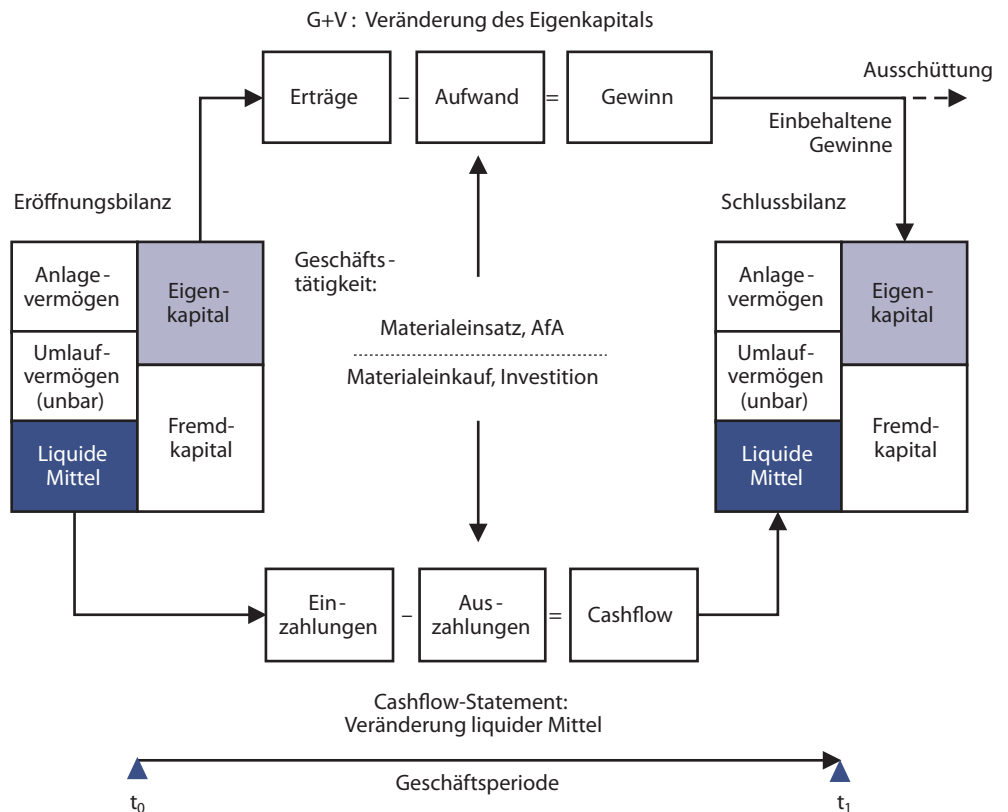 G+V : Veränderung des Eigenkapitals
Ausschüttung
Erträge – Aufwand = Gewinn
Einbehaltene
Gewinne
Eröffnungsbilanz
Schlussbilanz
Anlage-
vermögen
Eigen-
kapital
Umlauf-
vermögen
(unbar)
Fremd-
kapital
Liquide
Mittel
Geschäfts-
tätigkeit:
Materialeinsatz, AfA
Materialeinkauf, Investition
Anlage-
vermögen
Eigen-
kapital
Umlauf-
vermögen
(unbar)
Fremd-
kapital
Liquide
Mittel
Ein-
zahlungen
–
Aus-
zahlungen
=
Cashflow
Cashflow-Statement:
Veränderung liquider Mittel
Geschäftsperiode
t0
t1